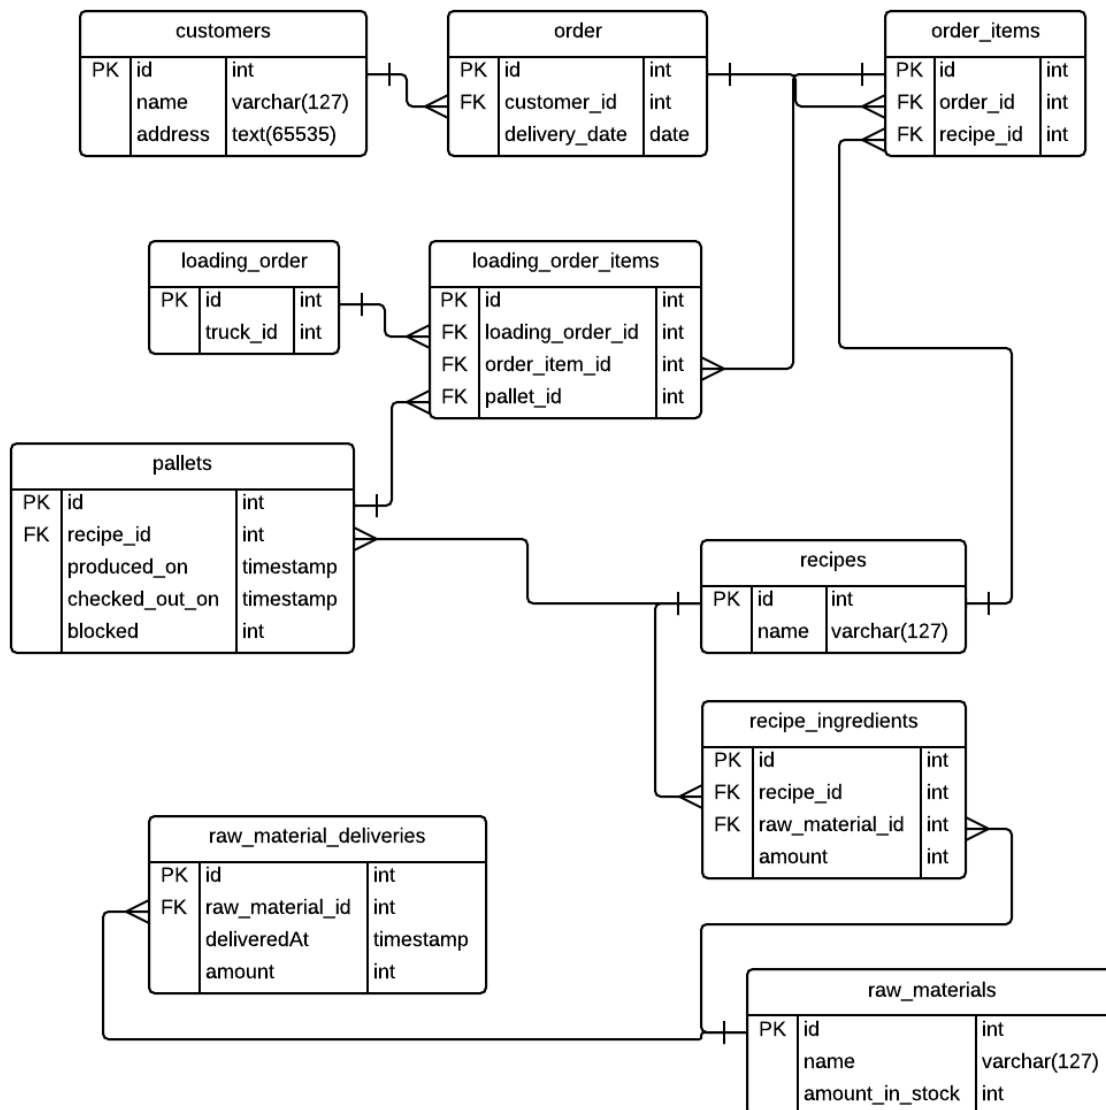 customers
PK id int
name varchar(127)
address text(65535)
order
PK id int
FK customer_id int
delivery_date date
order_items
PK id int
FK order_id int
FK recipe_id int
loading_order
PK id int
truck_id int
loading_order_items
PK id int
FK loading_order_id int
FK order_item_id int
FK pallet_id int
pallets
PK id int
FK recipe_id int
produced_on timestamp
checked_out_on timestamp
blocked int
recipes
PK id int
name varchar(127)
recipe_ingredients
PK id int
FK recipe_id int
FK raw_material_id int
amount int
raw_material_deliveries
PK id int
FK raw_material_id int
deliveredAt timestamp
amount int
raw_materials
PK id int
name varchar(127)
amount_in_stock int